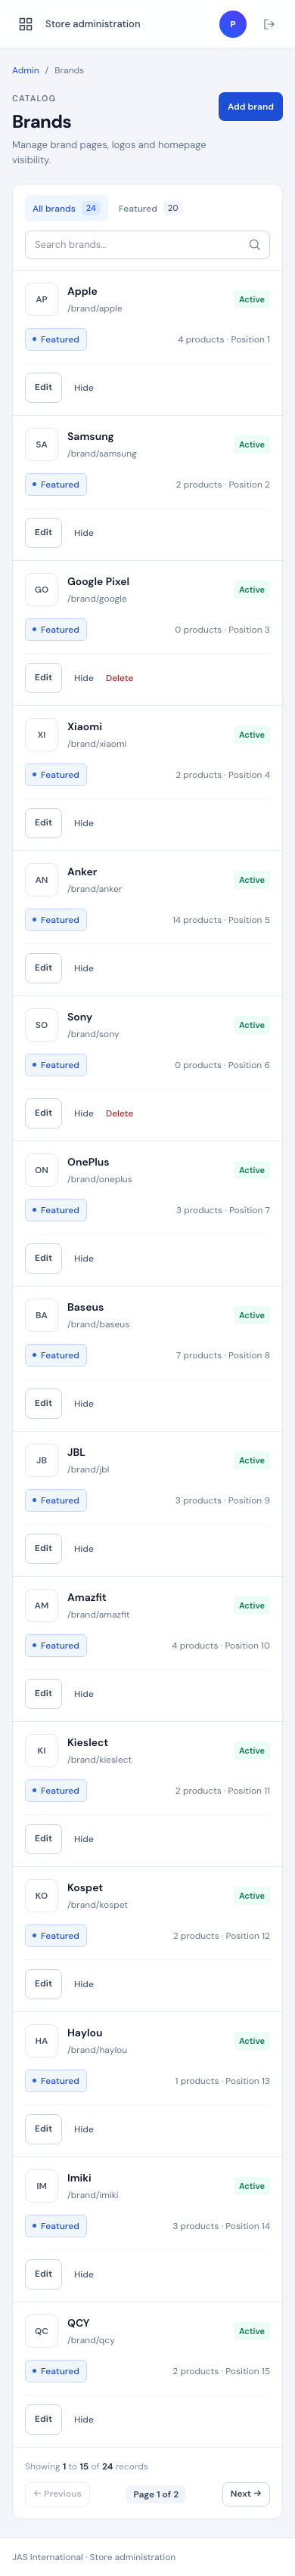 Store administration
P
Admin / Brands
CATALOG
Brands
Add brand
Manage brand pages, logos and homepage
visibility.
All brands 24 Featured 20
Search brands...
AP Apple Active
/brand/apple
Featured 4 products · Position 1
Edit Hide
SA Samsung Active
/brand/samsung
Featured 2 products · Position 2
Edit Hide
GO Google Pixel Active
/brand/google
Featured 0 products · Position 3
Edit Hide Delete
XI Xiaomi Active
/brand/xiaomi
Featured 2 products · Position 4
Edit Hide
AN Anker Active
/brand/anker
Featured 14 products · Position 5
Edit Hide
SO Sony Active
/brand/sony
Featured 0 products · Position 6
Edit Hide Delete
ON OnePlus Active
/brand/oneplus
Featured 3 products · Position 7
Edit Hide
BA Baseus Active
/brand/baseus
Featured 7 products · Position 8
Edit Hide
JB JBL Active
/brand/jbl
Featured 3 products · Position 9
Edit Hide
AM Amazfit Active
/brand/amazfit
Featured 4 products · Position 10
Edit Hide
KI Kieslect Active
/brand/kieslect
Featured 2 products · Position 11
Edit Hide
KO Kospet Active
/brand/kospet
Featured 2 products · Position 12
Edit Hide
HA Haylou Active
/brand/haylou
Featured 1 products · Position 13
Edit Hide
IM Imiki Active
/brand/imiki
Featured 3 products · Position 14
Edit Hide
QC QCY Active
/brand/qcy
Featured 2 products · Position 15
Edit Hide
Showing 1 to 15 of 24 records
← Previous Page 1 of 2 Next →
JAS International · Store administration